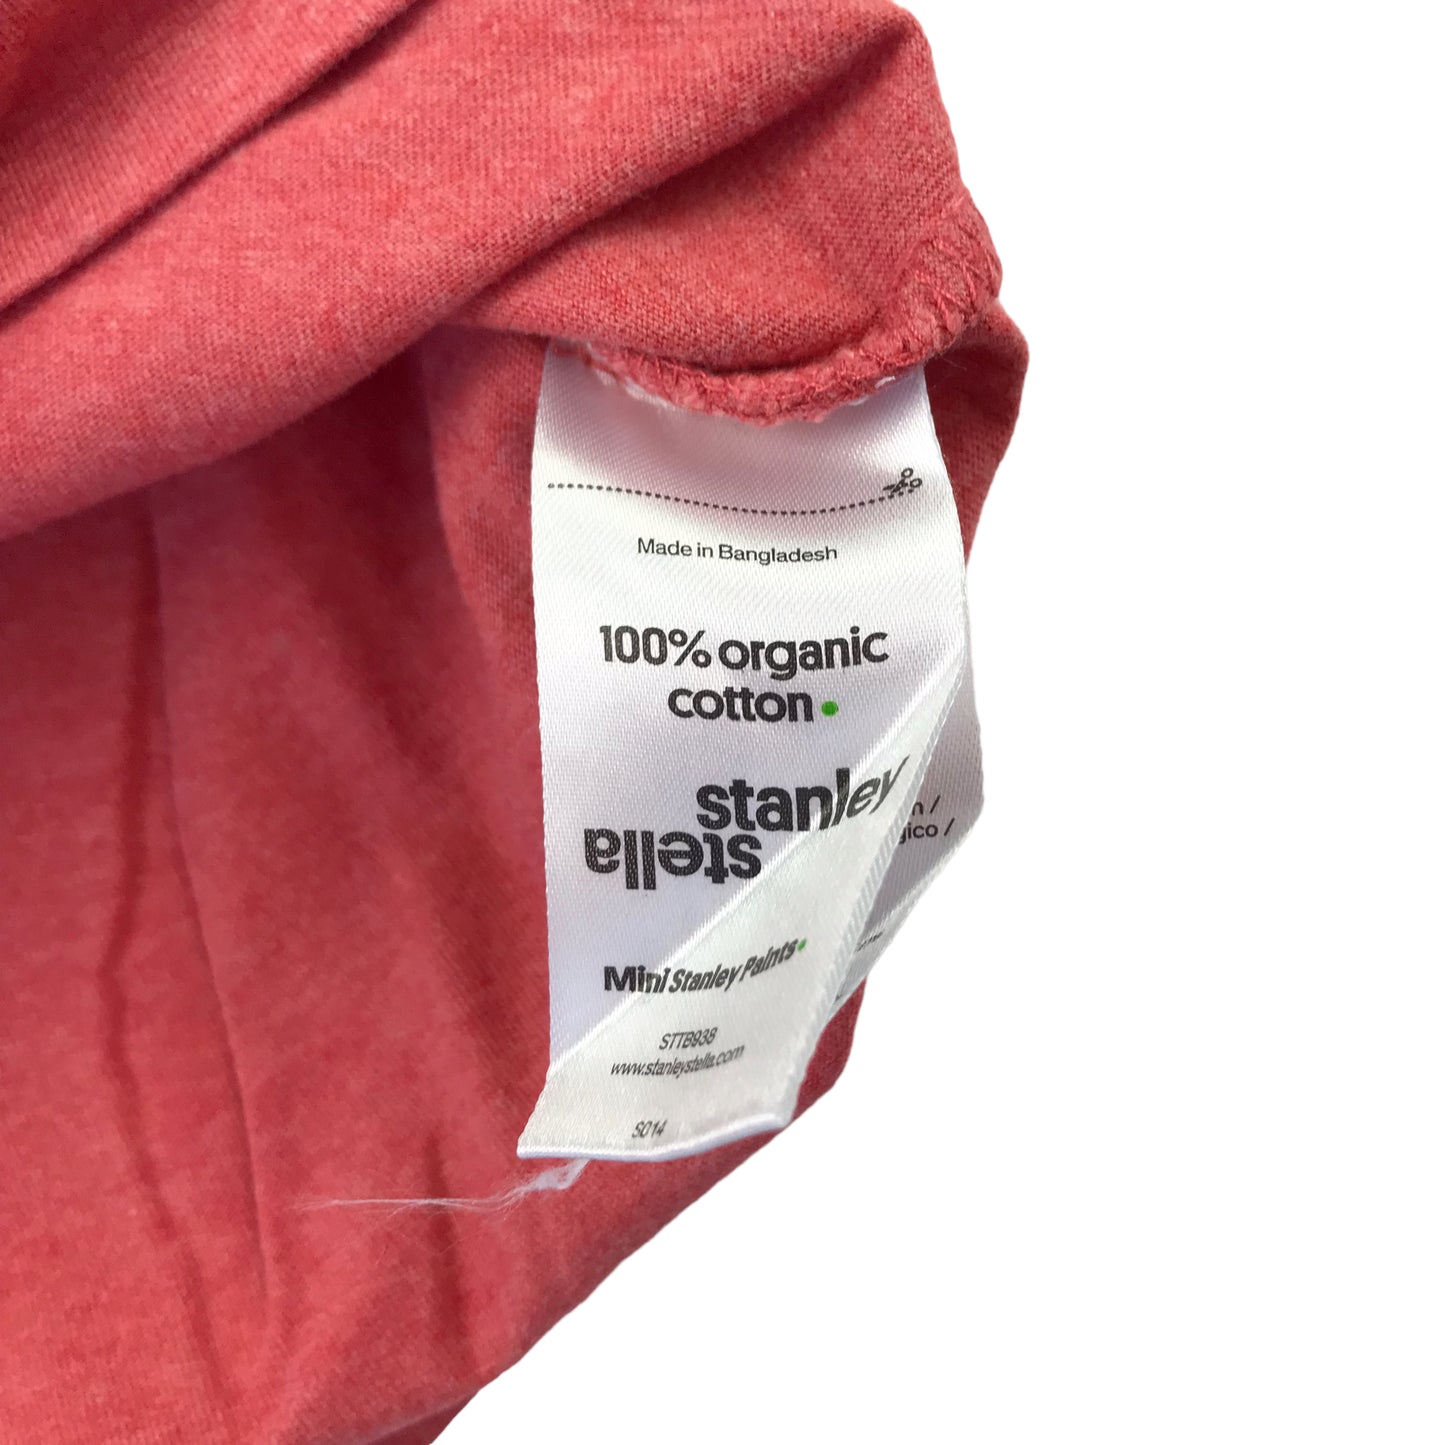 Made in Bangladesh
100% organic
cotton
stanley
stella
Mini Stanley Paints
STTB938
www.stanleystella.com
S014